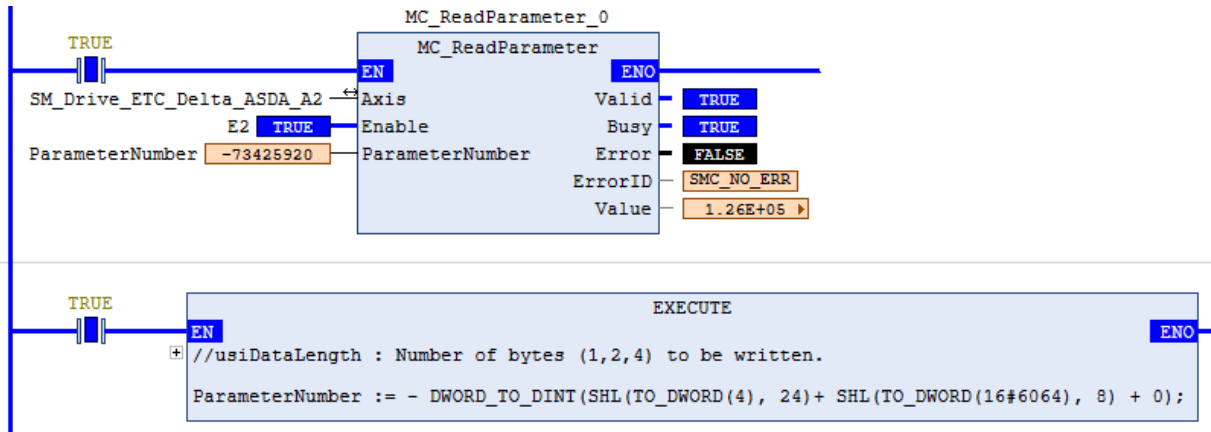 MC_ReadParameter_0
TRUE
MC_ReadParameter
EN ENO
SM_Drive_ETC_Delta_ASDA_A2 Axis Valid TRUE
E2 TRUE Enable Busy TRUE
ParameterNumber -73425920 ParameterNumber Error FALSE
ErrorID SMC_NO_ERR
Value 1.26E+05
TRUE
EXECUTE
EN ENO
//usiDataLength : Number of bytes (1,2,4) to be written.
ParameterNumber := - DWORD_TO_DINT(SHL(TO_DWORD(4), 24)+ SHL(TO_DWORD(16#6064), 8) + 0);